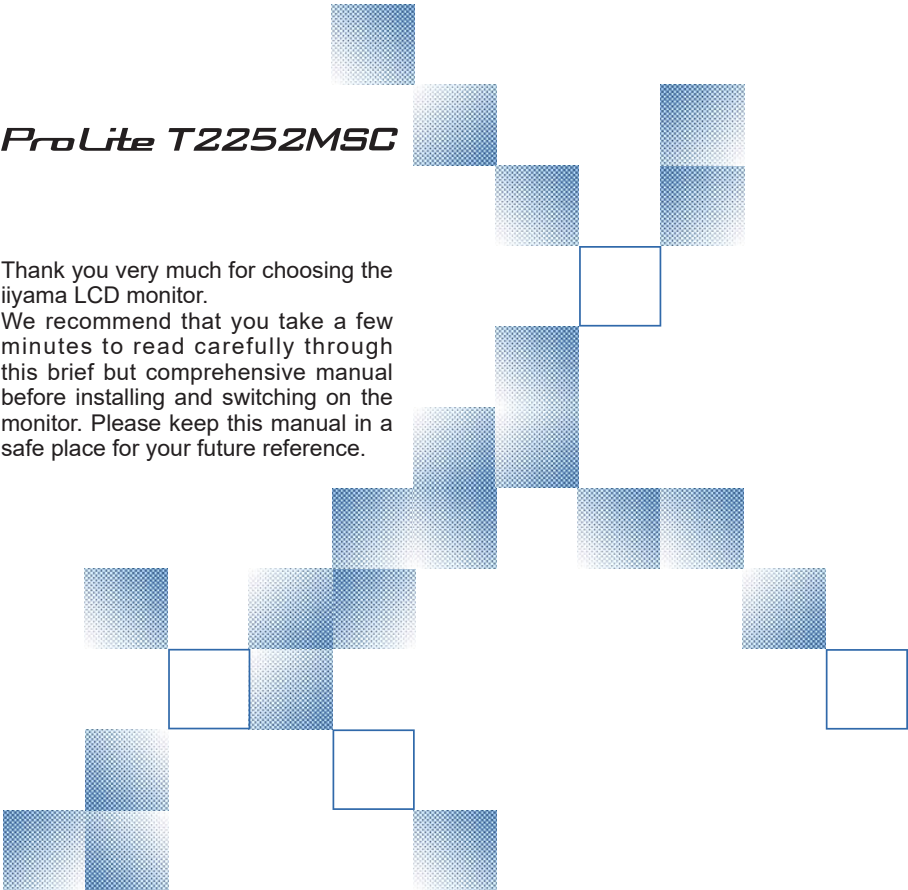 ProLite T2252MSC
Thank you very much for choosing the
iiyama LCD monitor.
We recommend that you take a few
minutes to read carefully through
this brief but comprehensive manual
before installing and switching on the
monitor. Please keep this manual in a
safe place for your future reference.